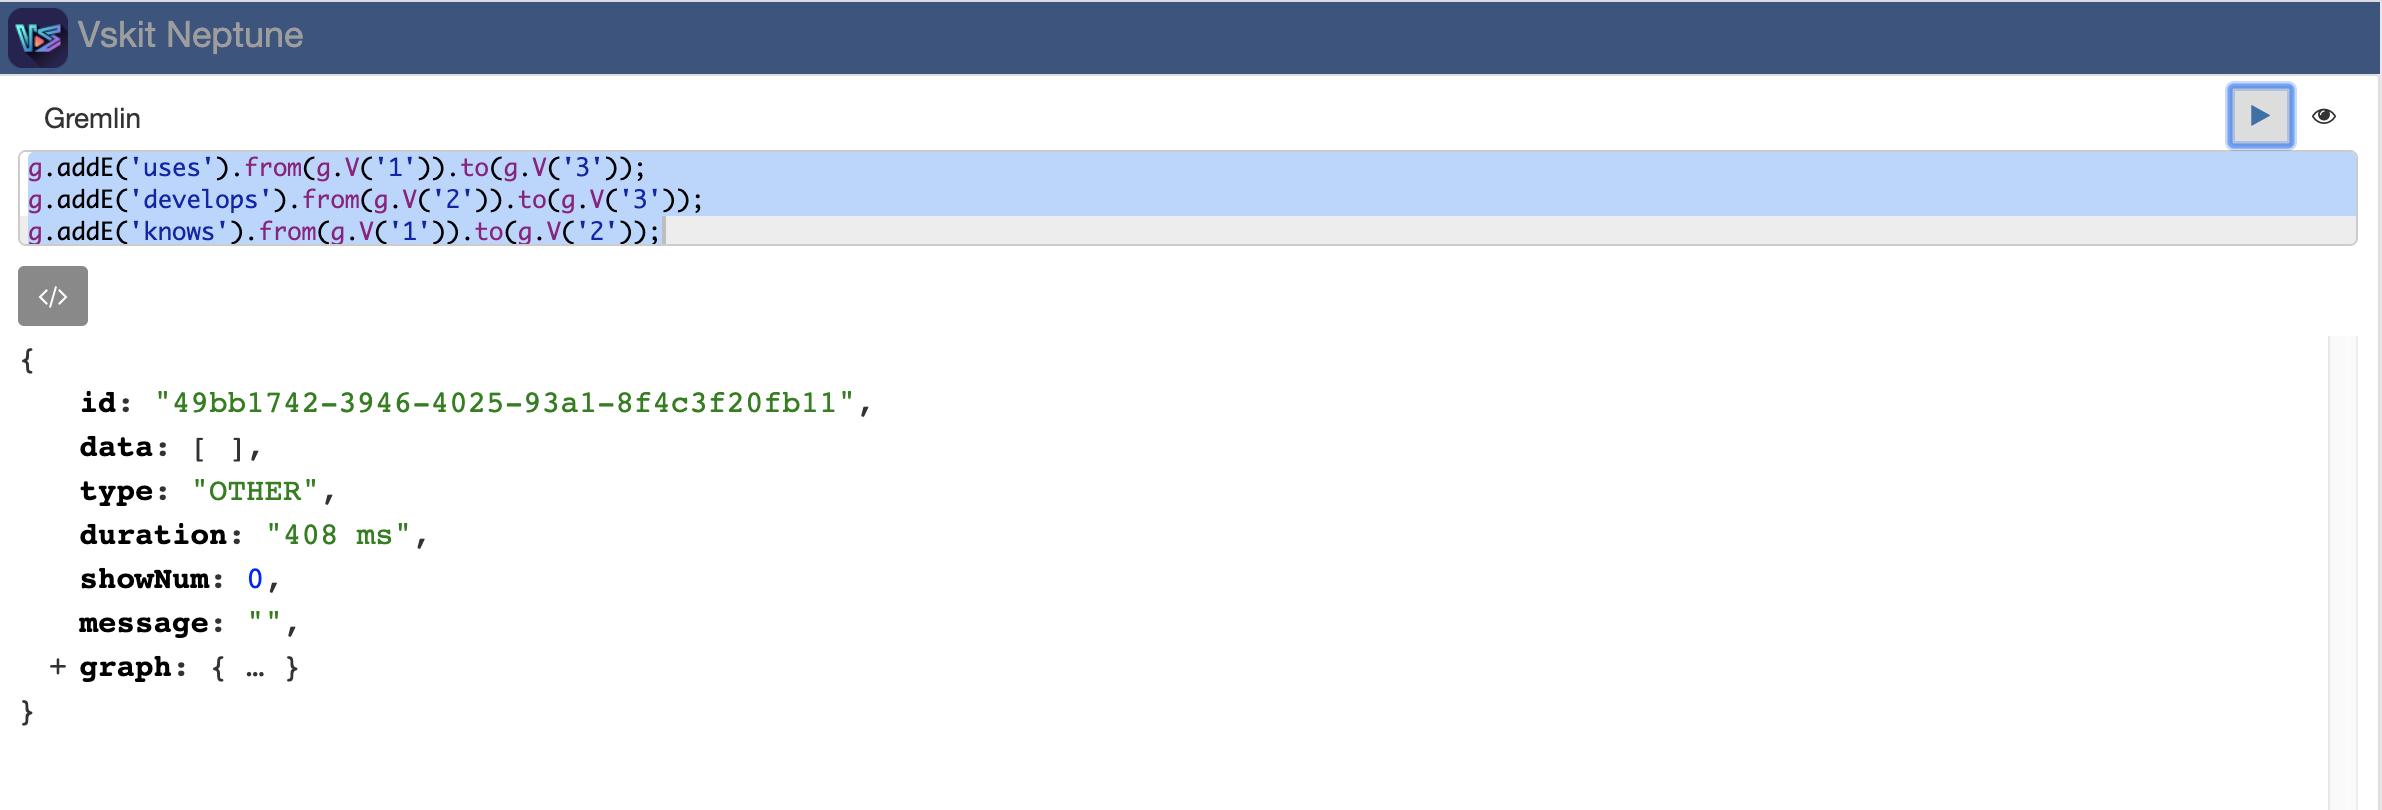 VS Vskit Neptune
Gremlin
g.addE('uses').from(g.V('1')).to(g.V('3'));
g.addE('develops').from(g.V('2')).to(g.V('3'));
g.addE('knows').from(g.V('1')).to(g.V('2'));
</>
{
id: "49bb1742-3946-4025-93a1-8f4c3f20fb11",
data: [ ],
type: "OTHER",
duration: "408 ms",
showNum: 0,
message: "",
+ graph: { … }
}